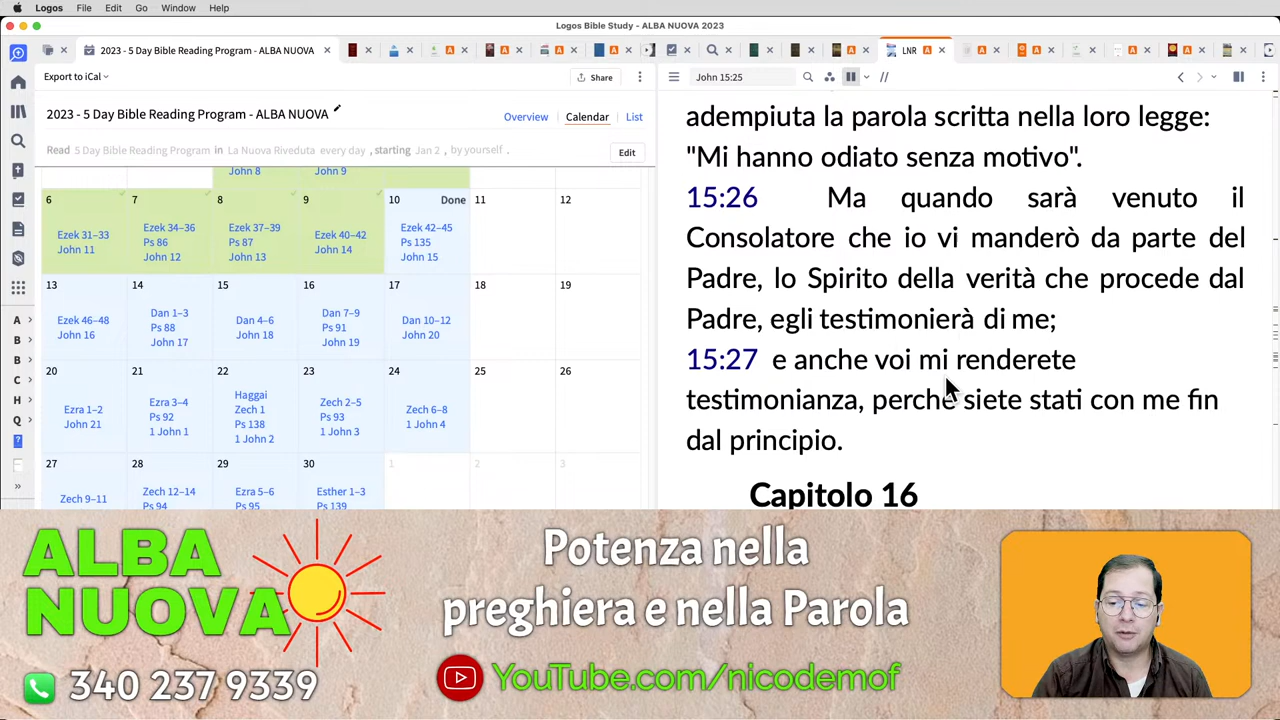 Logos File Edit Go Window Help
Logos Bible Study - ALBA NUOVA 2023
2023 - 5 Day Bible Reading Program - ALBA NUOVA
LNR
Export to iCal
Share
2023 - 5 Day Bible Reading Program - ALBA NUOVA
Overview Calendar List
Read 5 Day Bible Reading Program in La Nuova Riveduta every day , starting Jan 2 , by yourself .
Edit
John 8 John 9
6 7 8 9 10 Done 11 12
Ezek 31–33
John 11
Ezek 34–36
Ps 86
John 12
Ezek 37–39
Ps 87
John 13
Ezek 40–42
John 14
Ezek 42–45
Ps 135
John 15
13 14 15 16 17 18 19
Ezek 46–48
John 16
Dan 1–3
Ps 88
John 17
Dan 4–6
John 18
Dan 7–9
Ps 91
John 19
Dan 10–12
John 20
20 21 22 23 24 25 26
Ezra 1–2
John 21
Ezra 3–4
Ps 92
1 John 1
Haggai
Zech 1
Ps 138
1 John 2
Zech 2–5
Ps 93
1 John 3
Zech 6–8
1 John 4
27 28 29 30 1 2 3
Zech 9–11
Zech 12–14
Ps 94
Ezra 5–6
Ps 95
Esther 1–3
Ps 139
A
B
B
C
H
Q
John 15:25
adempiuta la parola scritta nella loro legge:
"Mi hanno odiato senza motivo".
15:26 Ma quando sarà venuto il
Consolatore che io vi manderò da parte del
Padre, lo Spirito della verità che procede dal
Padre, egli testimonierà di me;
15:27 e anche voi mi renderete
testimonianza, perché siete stati con me fin
dal principio.
Capitolo 16
ALBA
NUOVA
340 237 9339
Potenza nella
preghiera e nella Parola
YouTube.com/nicodemof